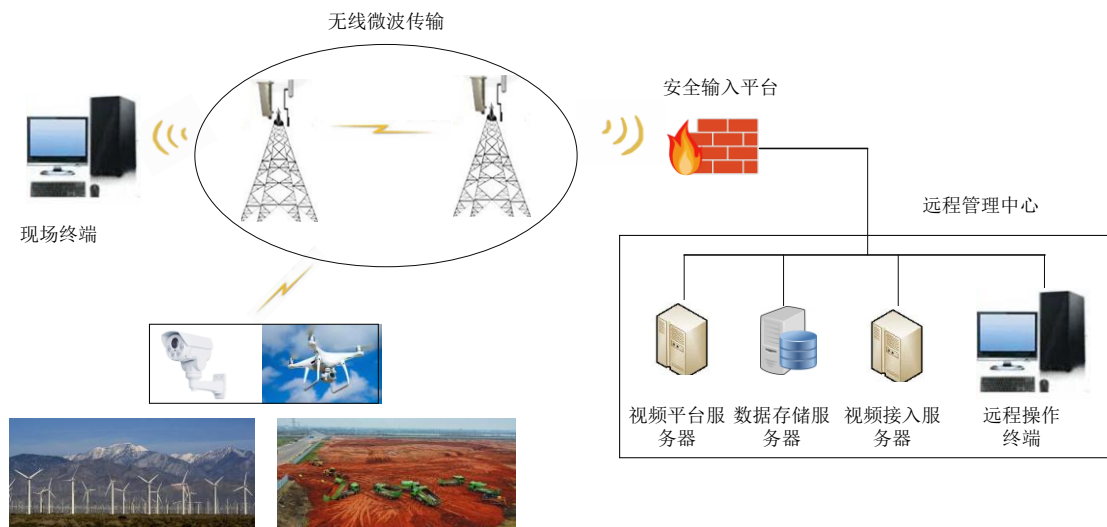 无线微波传输
安全输入平台
远程管理中心
现场终端
视频平台服
务器
数据存储服
务器
视频接入服
务器
远程操作
终端